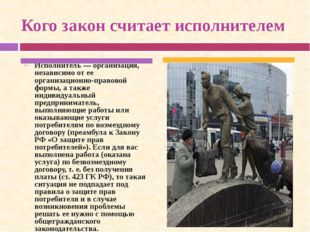 Кого закон считает исполнителем
Исполнитель — организация,
независимо от ее
организационно-правовой
формы, а также
индивидуальный
предприниматель,
выполняющие работы или
оказывающие услуги
потребителям по возмездному
договору (преамбула к Закону
РФ «О защите прав
потребителей»). Если для вас
выполнена работа (оказана
услуга) по безвозмездному
договору, т. е. без получения
платы (ст. 423 ГК РФ), то такая
ситуация не подпадает под
правила о защите прав
потребителя и в случае
возникновения проблемы
решать ее нужно с помощью
общегражданского
законодательства.